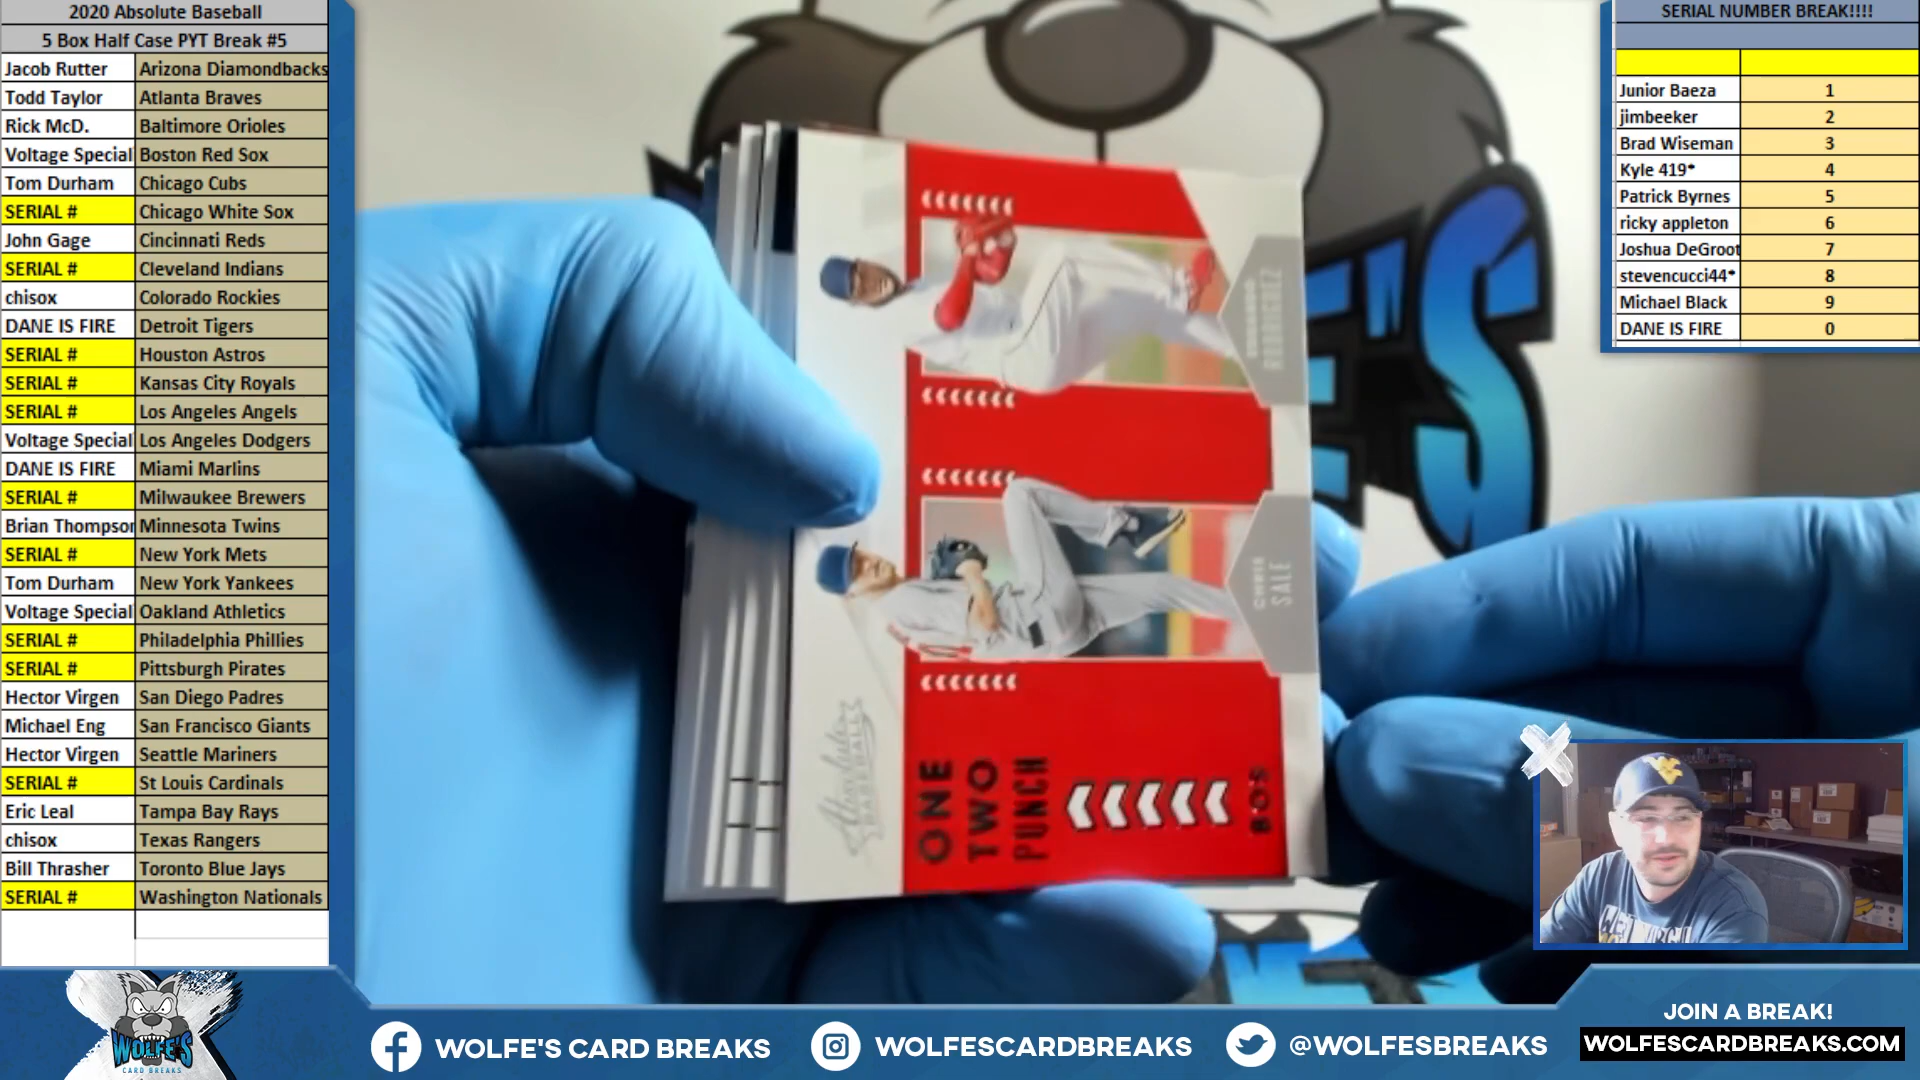 2020 Absolute Baseball
5 Box Half Case PYT Break #5
Jacob Rutter Arizona Diamondbacks
Todd Taylor Atlanta Braves
Rick McD. Baltimore Orioles
Voltage Special Boston Red Sox
Tom Durham Chicago Cubs
SERIAL # Chicago White Sox
John Gage Cincinnati Reds
SERIAL # Cleveland Indians
chisox Colorado Rockies
DANE IS FIRE Detroit Tigers
SERIAL # Houston Astros
SERIAL # Kansas City Royals
SERIAL # Los Angeles Angels
Voltage Special Los Angeles Dodgers
DANE IS FIRE Miami Marlins
SERIAL # Milwaukee Brewers
Brian Thompson Minnesota Twins
SERIAL # New York Mets
Tom Durham New York Yankees
Voltage Special Oakland Athletics
SERIAL # Philadelphia Phillies
SERIAL # Pittsburgh Pirates
Hector Virgen San Diego Padres
Michael Eng San Francisco Giants
Hector Virgen Seattle Mariners
SERIAL # St Louis Cardinals
Eric Leal Tampa Bay Rays
chisox Texas Rangers
Bill Thrasher Toronto Blue Jays
SERIAL # Washington Nationals
SERIAL NUMBER BREAK!!!!
Junior Baeza 1
jimbeeker 2
Brad Wiseman 3
Kyle 419* 4
Patrick Byrnes 5
ricky appleton 6
Joshua DeGroot 7
stevencucci44* 8
Michael Black 9
DANE IS FIRE 0
Absolute
BASEBALL
ONE
TWO
PUNCH
BOS
CHRIS
SALE
EDUARDO
RODRIGUEZ
WOLFE'S
CARD BREAKS
WOLFE'S CARD BREAKS
WOLFESCARDBREAKS
@WOLFESBREAKS
JOIN A BREAK!
WOLFESCARDBREAKS.COM